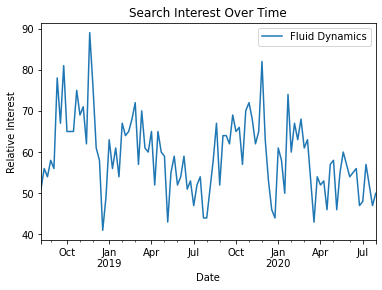 Search Interest Over Time
Fluid Dynamics
Relative Interest
90
80
70
60
50
40
Oct Jan Apr Jul Oct Jan Apr Jul
2019 2020
Date